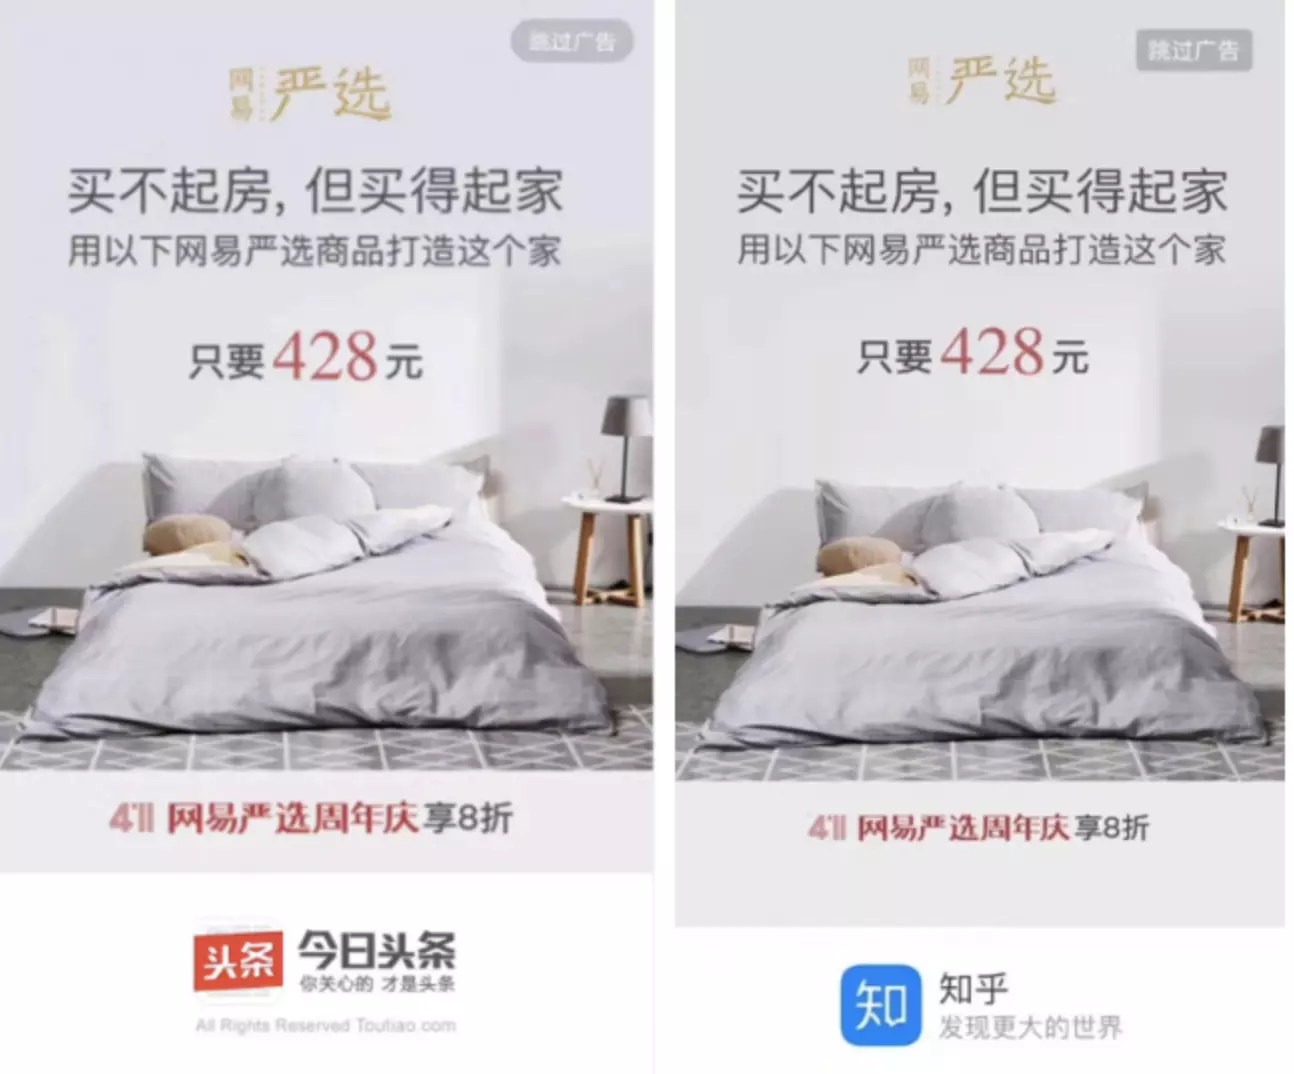 跳过广告
网易 严选
买不起房，但买得起家
用以下网易严选商品打造这个家
只要428元
4.11 网易严选周年庆 享8折
头条 今日头条
你关心的 才是头条
All Rights Reserved Toutiao.com
跳过广告
网易 严选
买不起房，但买得起家
用以下网易严选商品打造这个家
只要428元
4.11 网易严选周年庆 享8折
知 知乎
发现更大的世界